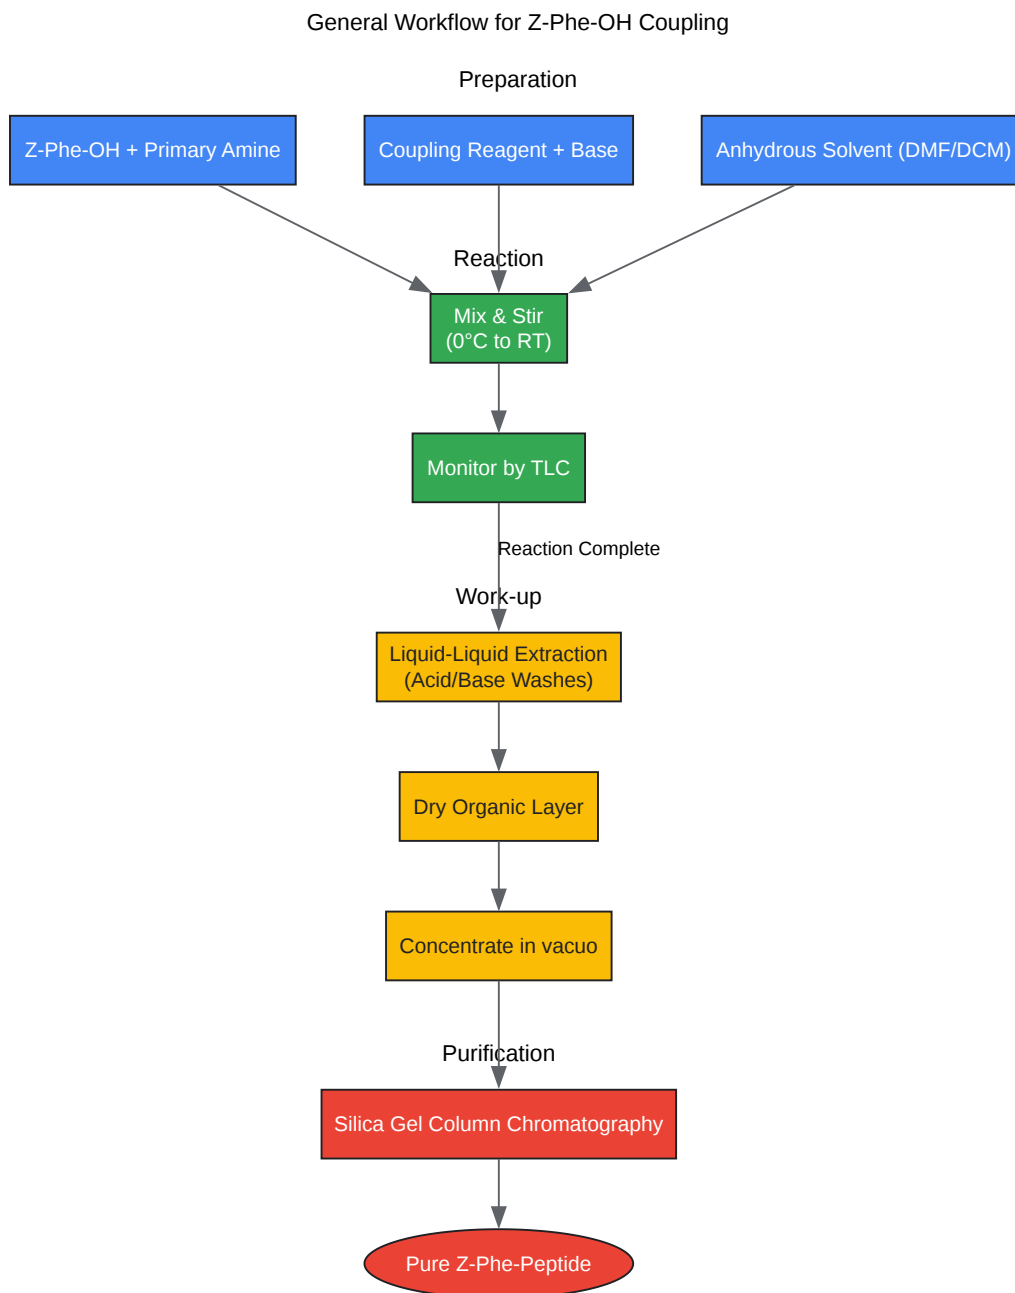 General Workflow for Z-Phe-OH Coupling
Preparation
Z-Phe-OH + Primary Amine
Coupling Reagent + Base
Anhydrous Solvent (DMF/DCM)
Reaction
Mix & Stir
(0°C to RT)
Monitor by TLC
Reaction Complete
Work-up
Liquid-Liquid Extraction
(Acid/Base Washes)
Dry Organic Layer
Concentrate in vacuo
Purification
Silica Gel Column Chromatography
Pure Z-Phe-Peptide